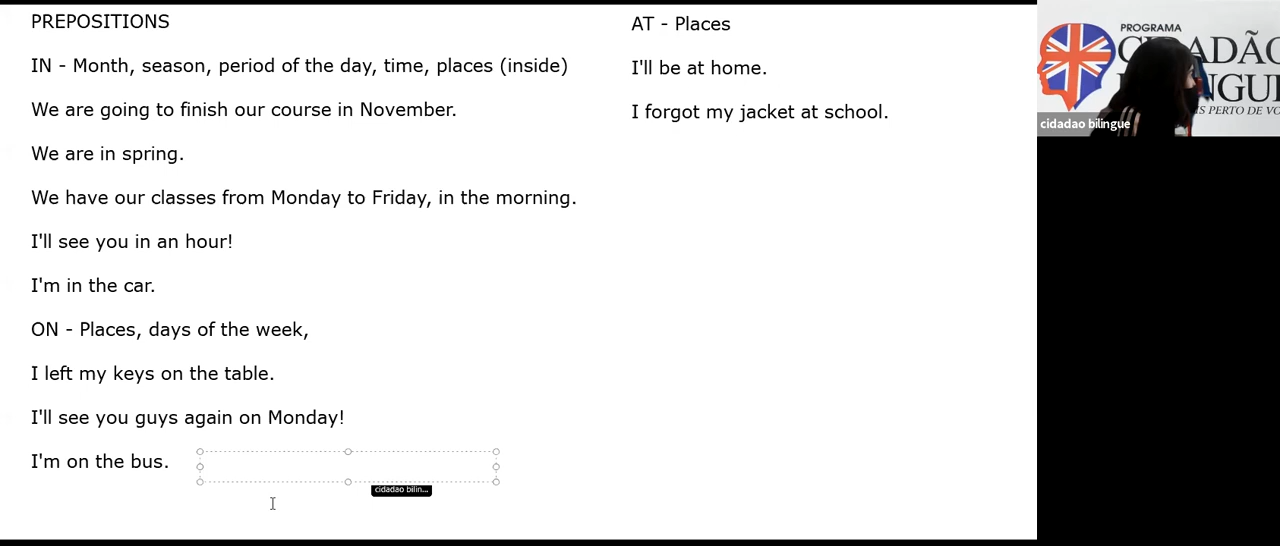 PREPOSITIONS
IN - Month, season, period of the day, time, places (inside)
We are going to finish our course in November.
We are in spring.
We have our classes from Monday to Friday, in the morning.
I'll see you in an hour!
I'm in the car.
ON - Places, days of the week,
I left my keys on the table.
I'll see you guys again on Monday!
I'm on the bus.
cidadao bilin...
AT - Places
I'll be at home.
I forgot my jacket at school.
PROGRAMA
PERTO DE
cidadao bilingue